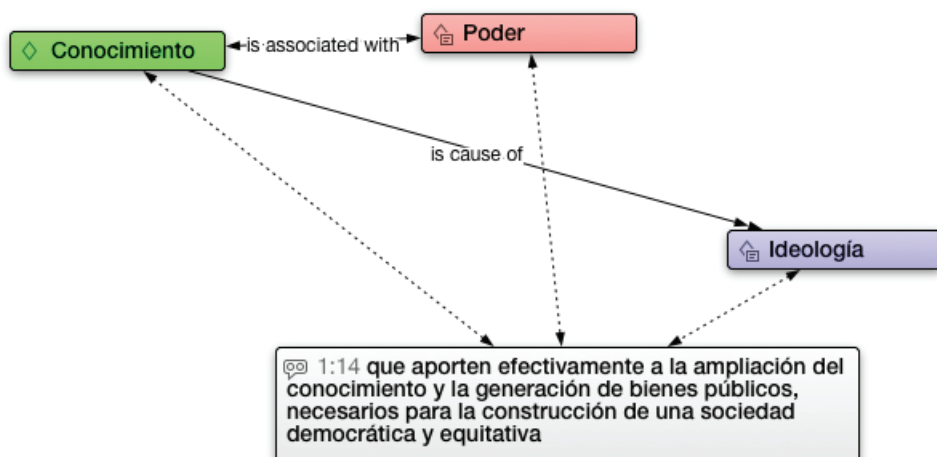 Poder
Conocimiento
is associated with
is cause of
Ideología
1:14 que aporten efectivamente a la ampliación del
conocimiento y la generación de bienes públicos,
necesarios para la construcción de una sociedad
democrática y equitativa